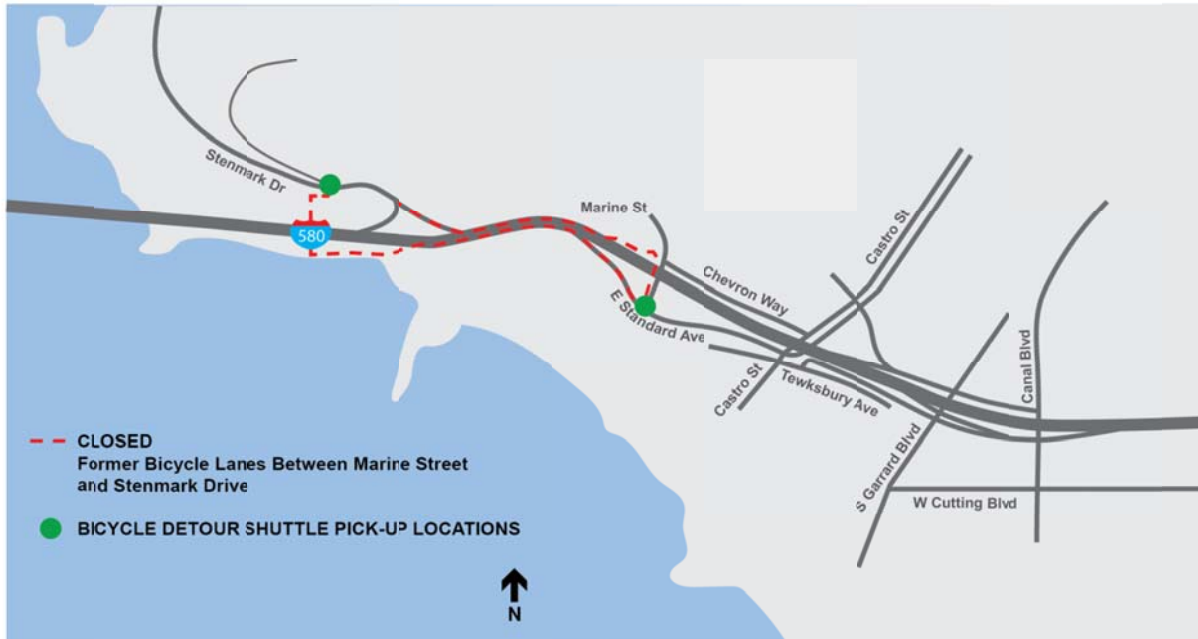 Stenmark Dr
580
Marine St
Castro St
Chevron Way
E Standard Ave
Castro St
Tewksbury Ave
Canal Blvd
S Garrard Blvd
W Cutting Blvd
CLOSED
Former Bicycle Lanes Between Marine Street
and Stenmark Drive
BICYCLE DETOUR SHUTTLE PICK-UP LOCATIONS
N